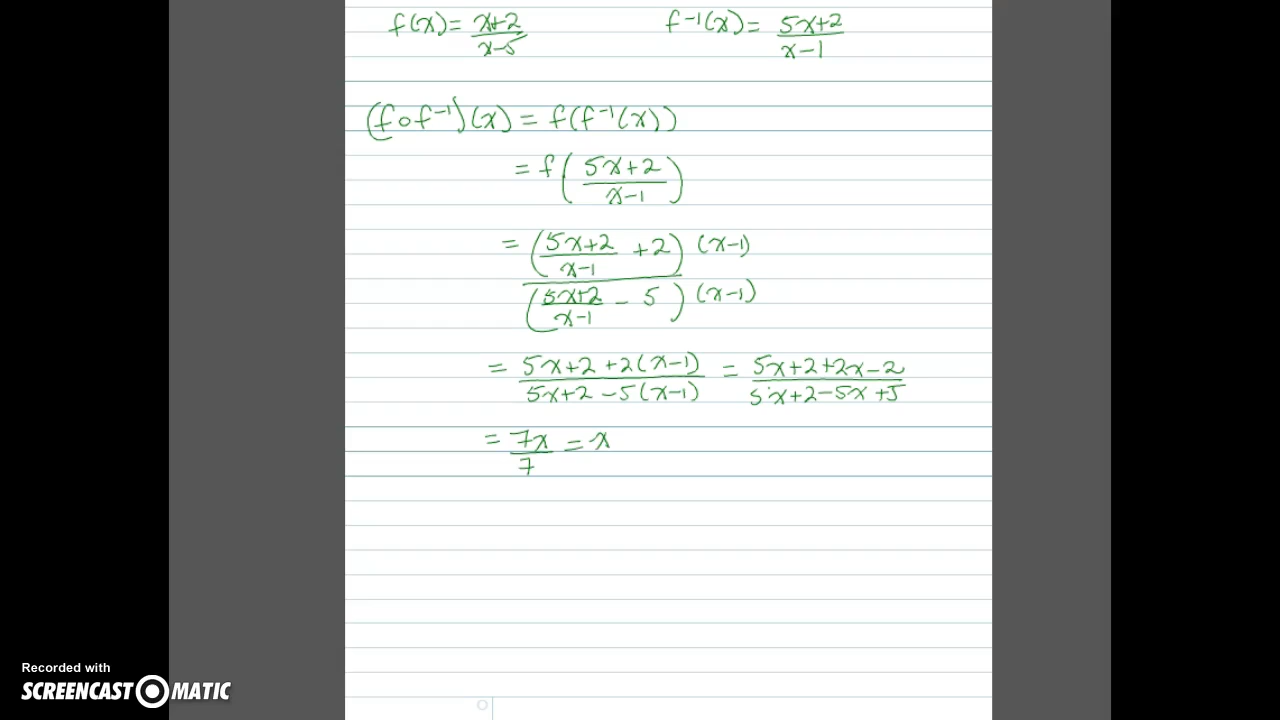 f(x) = x+2/x-5 f⁻¹(x) = 5x+2/x-1
(f∘f⁻¹)(x) = f(f⁻¹(x))
= f(5x+2/x-1)
= (5x+2/x-1 + 2)(x-1)
(5x+2/x-1 - 5)(x-1)
= 5x+2+2(x-1)/5x+2-5(x-1) = 5x+2+2x-2/5x+2-5x+5
= 7x/7 = x
Recorded with
SCREENCAST-O-MATIC